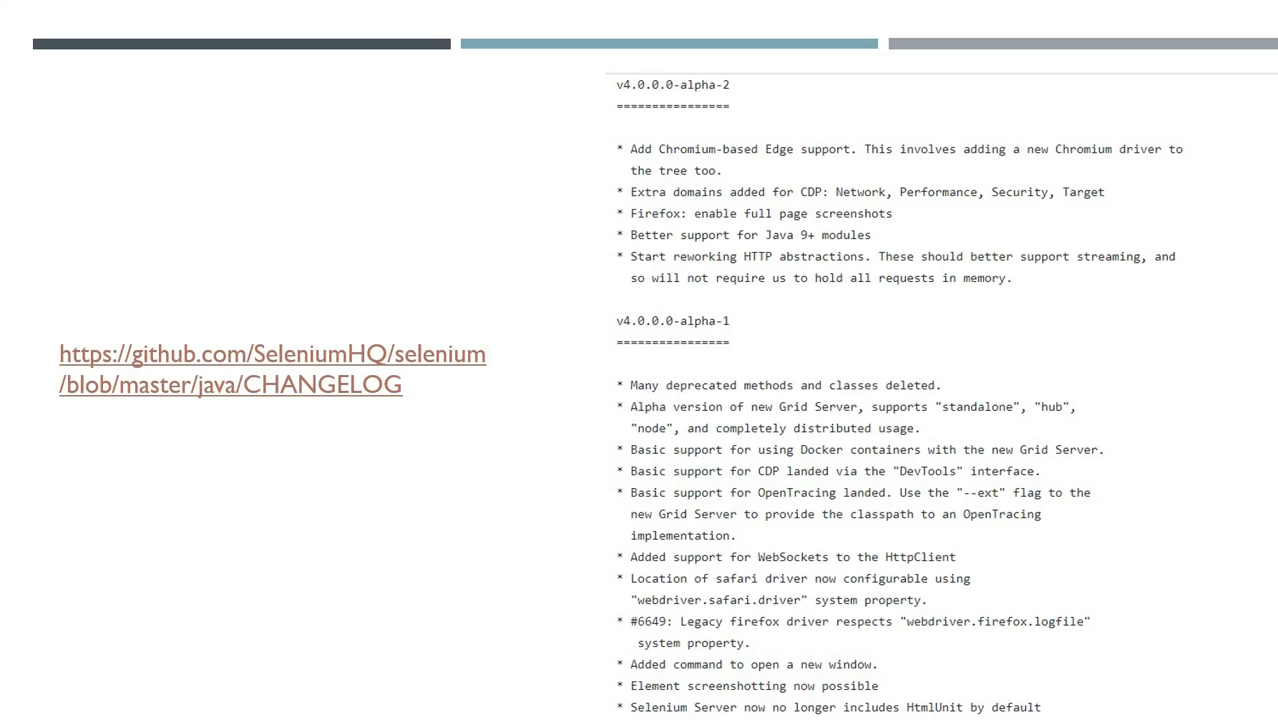 https://github.com/SeleniumHQ/selenium
/blob/master/java/CHANGELOG
v4.0.0.0-alpha-2
================
* Add Chromium-based Edge support. This involves adding a new Chromium driver to
the tree too.
* Extra domains added for CDP: Network, Performance, Security, Target
* Firefox: enable full page screenshots
* Better support for Java 9+ modules
* Start reworking HTTP abstractions. These should better support streaming, and
so will not require us to hold all requests in memory.
v4.0.0.0-alpha-1
================
* Many deprecated methods and classes deleted.
* Alpha version of new Grid Server, supports "standalone", "hub",
"node", and completely distributed usage.
* Basic support for using Docker containers with the new Grid Server.
* Basic support for CDP landed via the "DevTools" interface.
* Basic support for OpenTracing landed. Use the "--ext" flag to the
new Grid Server to provide the classpath to an OpenTracing
implementation.
* Added support for WebSockets to the HttpClient
* Location of safari driver now configurable using
"webdriver.safari.driver" system property.
* #6649: Legacy firefox driver respects "webdriver.firefox.logfile"
system property.
* Added command to open a new window.
* Element screenshotting now possible
* Selenium Server now no longer includes HtmlUnit by default